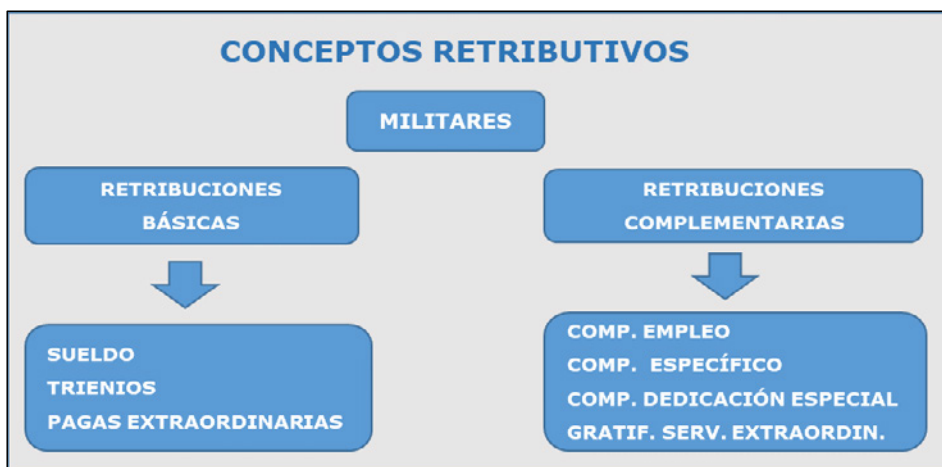 CONCEPTOS RETRIBUTIVOS
MILITARES
RETRIBUCIONES
BÁSICAS
RETRIBUCIONES
COMPLEMENTARIAS
SUELDO
TRIENIOS
PAGAS EXTRAORDINARIAS
COMP. EMPLEO
COMP. ESPECÍFICO
COMP. DEDICACIÓN ESPECIAL
GRATIF. SERV. EXTRAORDIN.